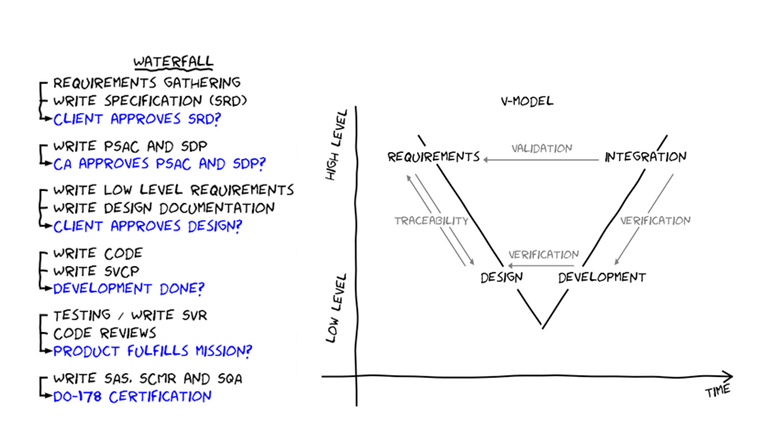 WATERFALL
REQUIREMENTS GATHERING
WRITE SPECIFICATION (SRD)
CLIENT APPROVES SRD?
WRITE PSAC AND SDP
CA APPROVES PSAC AND SDP?
WRITE LOW LEVEL REQUIREMENTS
WRITE DESIGN DOCUMENTATION
CLIENT APPROVES DESIGN?
WRITE CODE
WRITE SVCP
DEVELOPMENT DONE?
TESTING / WRITE SVR
CODE REVIEWS
PRODUCT FULFILLS MISSION?
WRITE SAS, SCMR AND SQA
DO-178 CERTIFICATION
V-MODEL
HIGH LEVEL
LOW LEVEL
REQUIREMENTS
VALIDATION
INTEGRATION
TRACEABILITY
VERIFICATION
VERIFICATION
DESIGN
DEVELOPMENT
TIME